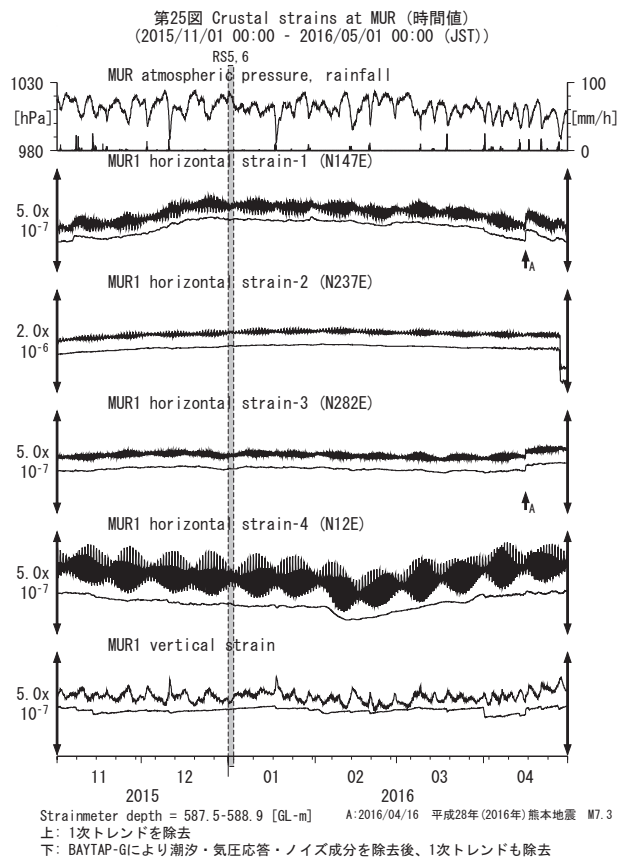 第25図 Crustal strains at MUR (時間値)
(2015/11/01 00:00 - 2016/05/01 00:00 (JST))
RS5,6
MUR atmospheric pressure, rainfall
1030
[hPa]
980
100
[mm/h]
0
MUR1 horizontal strain-1 (N147E)
5.0x
10-7
A
MUR1 horizontal strain-2 (N237E)
2.0x
10-6
MUR1 horizontal strain-3 (N282E)
5.0x
10-7
A
MUR1 horizontal strain-4 (N12E)
5.0x
10-7
MUR1 vertical strain
5.0x
10-7
11 12 01 02 03 04
2015 2016
Strainmeter depth = 587.5-588.9 [GL-m] A:2016/04/16 平成28年(2016年)熊本地震 M7.3
上: 1次トレンドを除去
下: BAYTAP-Gにより潮汐・気圧応答・ノイズ成分を除去後、1次トレンドも除去